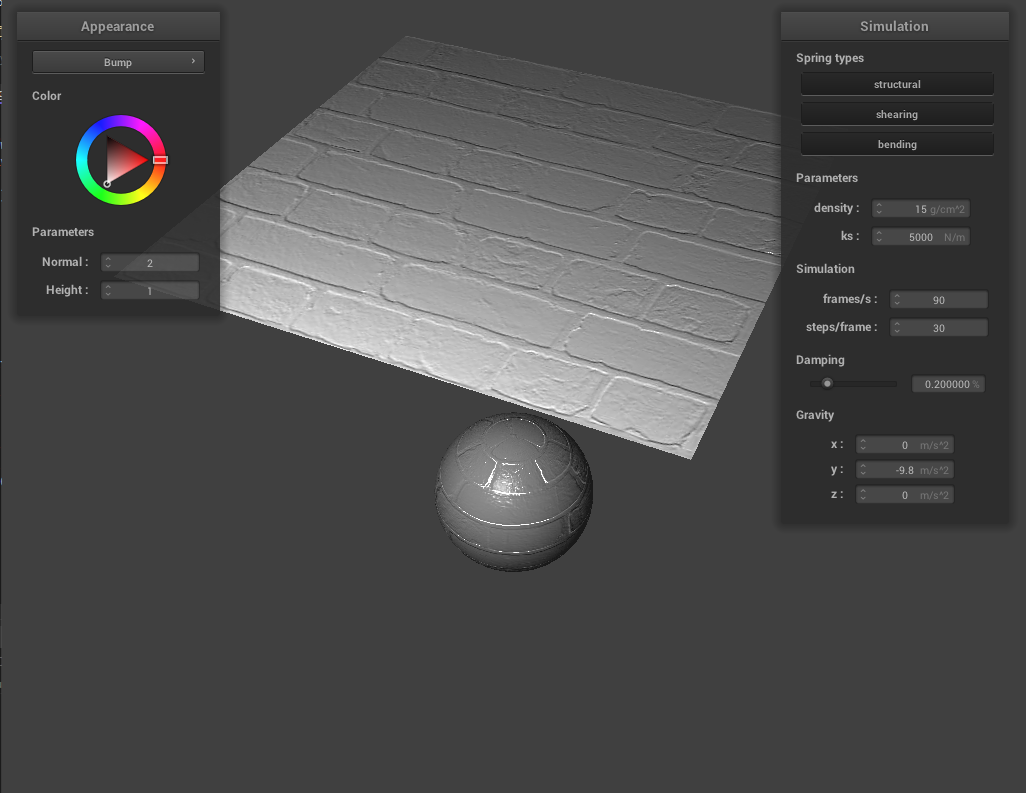 Appearance
Bump
Color
Parameters
Normal : 2
Height : 1
Simulation
Spring types
structural
shearing
bending
Parameters
density : 15 g/cm^2
ks : 5000 N/m
Simulation
frames/s : 90
steps/frame : 30
Damping
0.200000 %
Gravity
x : 0 m/s^2
y : -9.8 m/s^2
z : 0 m/s^2